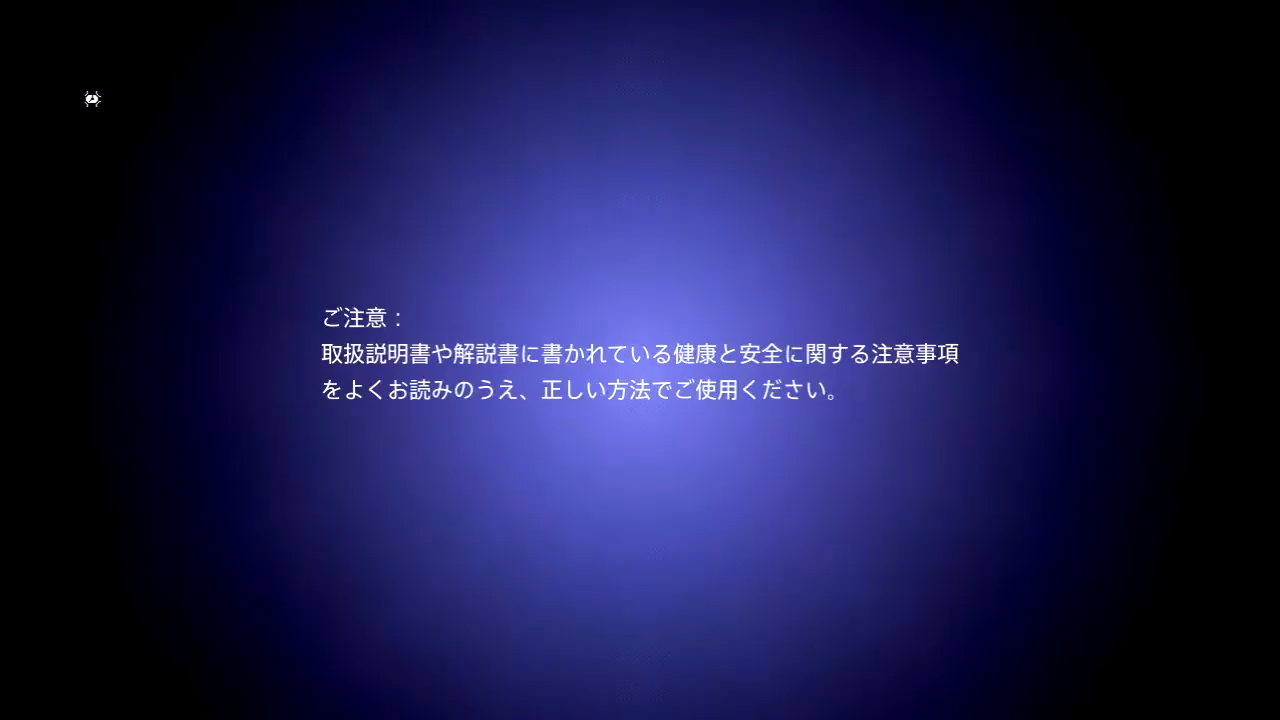 ご注意：
取扱説明書や解説書に書かれている健康と安全に関する注意事項
をよくお読みのうえ、正しい方法でご使用ください。